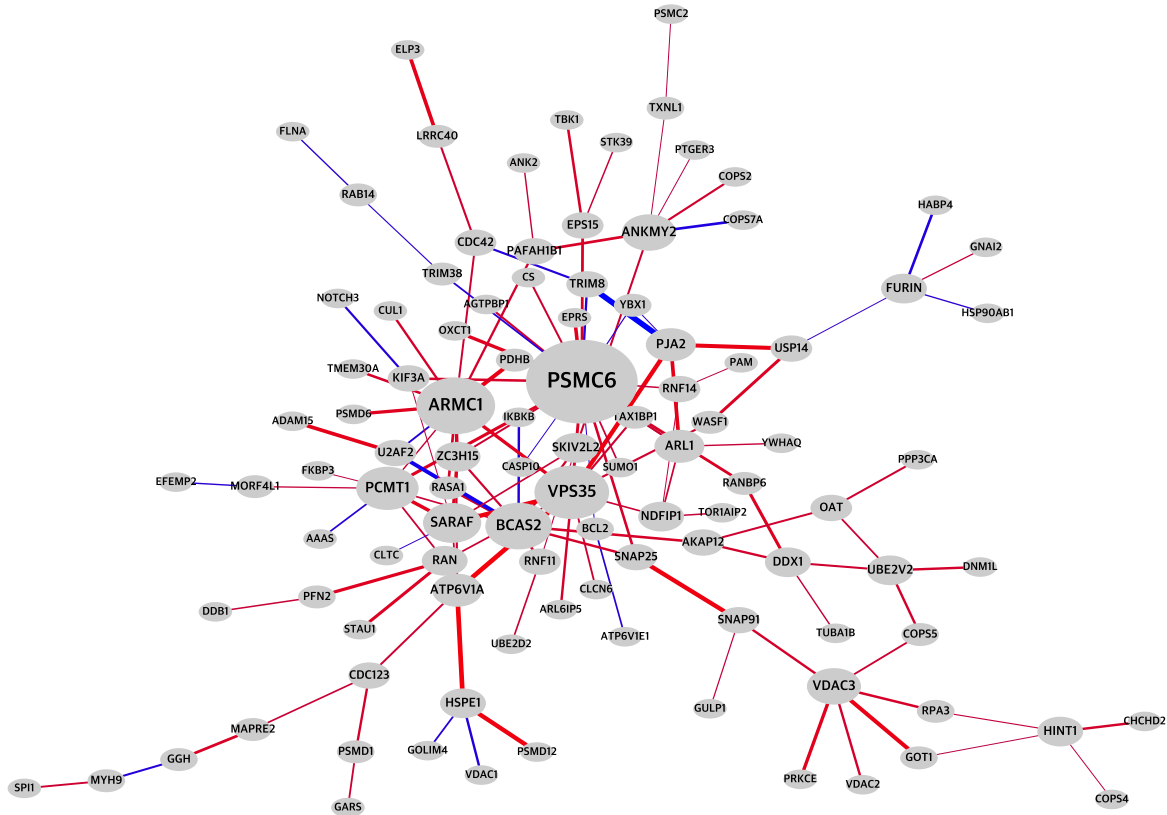 PSMC2
ELP3
TXNL1
TBK1
FLNA
LRRC40
STK39
PTGER3
ANK2
COPS2
RAB14
HABP4
COPS7A
EPS15
ANKMY2
CDC42
PAFAH1B1
GNAI2
TRIM38
CS
TRIM8
FURIN
NOTCH3
AGTPBP1
YBX1
CUL1
HSP90AB1
EPRS
OXCT1
PJA2
USP14
PDHB
PAM
TMEM30A
KIF3A
PSMC6
RNF14
ARMC1
PSMD6
IKBKB
TAX1BP1
ADAM15
WASF1
U2AF2
ZC3H15
SKIV2L2
ARL1
YWHAQ
PPP3CA
FKBP3
CASP10
SUMO1
EFEMP2
MORF4L1
PCMT1
RASA1
VPS35
RANBP6
OAT
SARAF
BCAS2
BCL2
NDFIP1
TOR1AIP2
AAAS
AKAP12
CLTC
RAN
RNF11
SNAP25
DDX1
UBE2V2
DNM1L
ATP6V1A
CLCN6
PFN2
DDB1
ARL6IP5
SNAP91
STAU1
UBE2D2
ATP6V1E1
TUBA1B
COPS5
CDC123
VDAC3
HSPE1
GULP1
RPA3
MAPRE2
CHCHD2
HINT1
GOLIM4
PSMD12
PSMD1
GGH
GOT1
VDAC1
MYH9
PRKCE
VDAC2
SPI1
COPS4
GARS